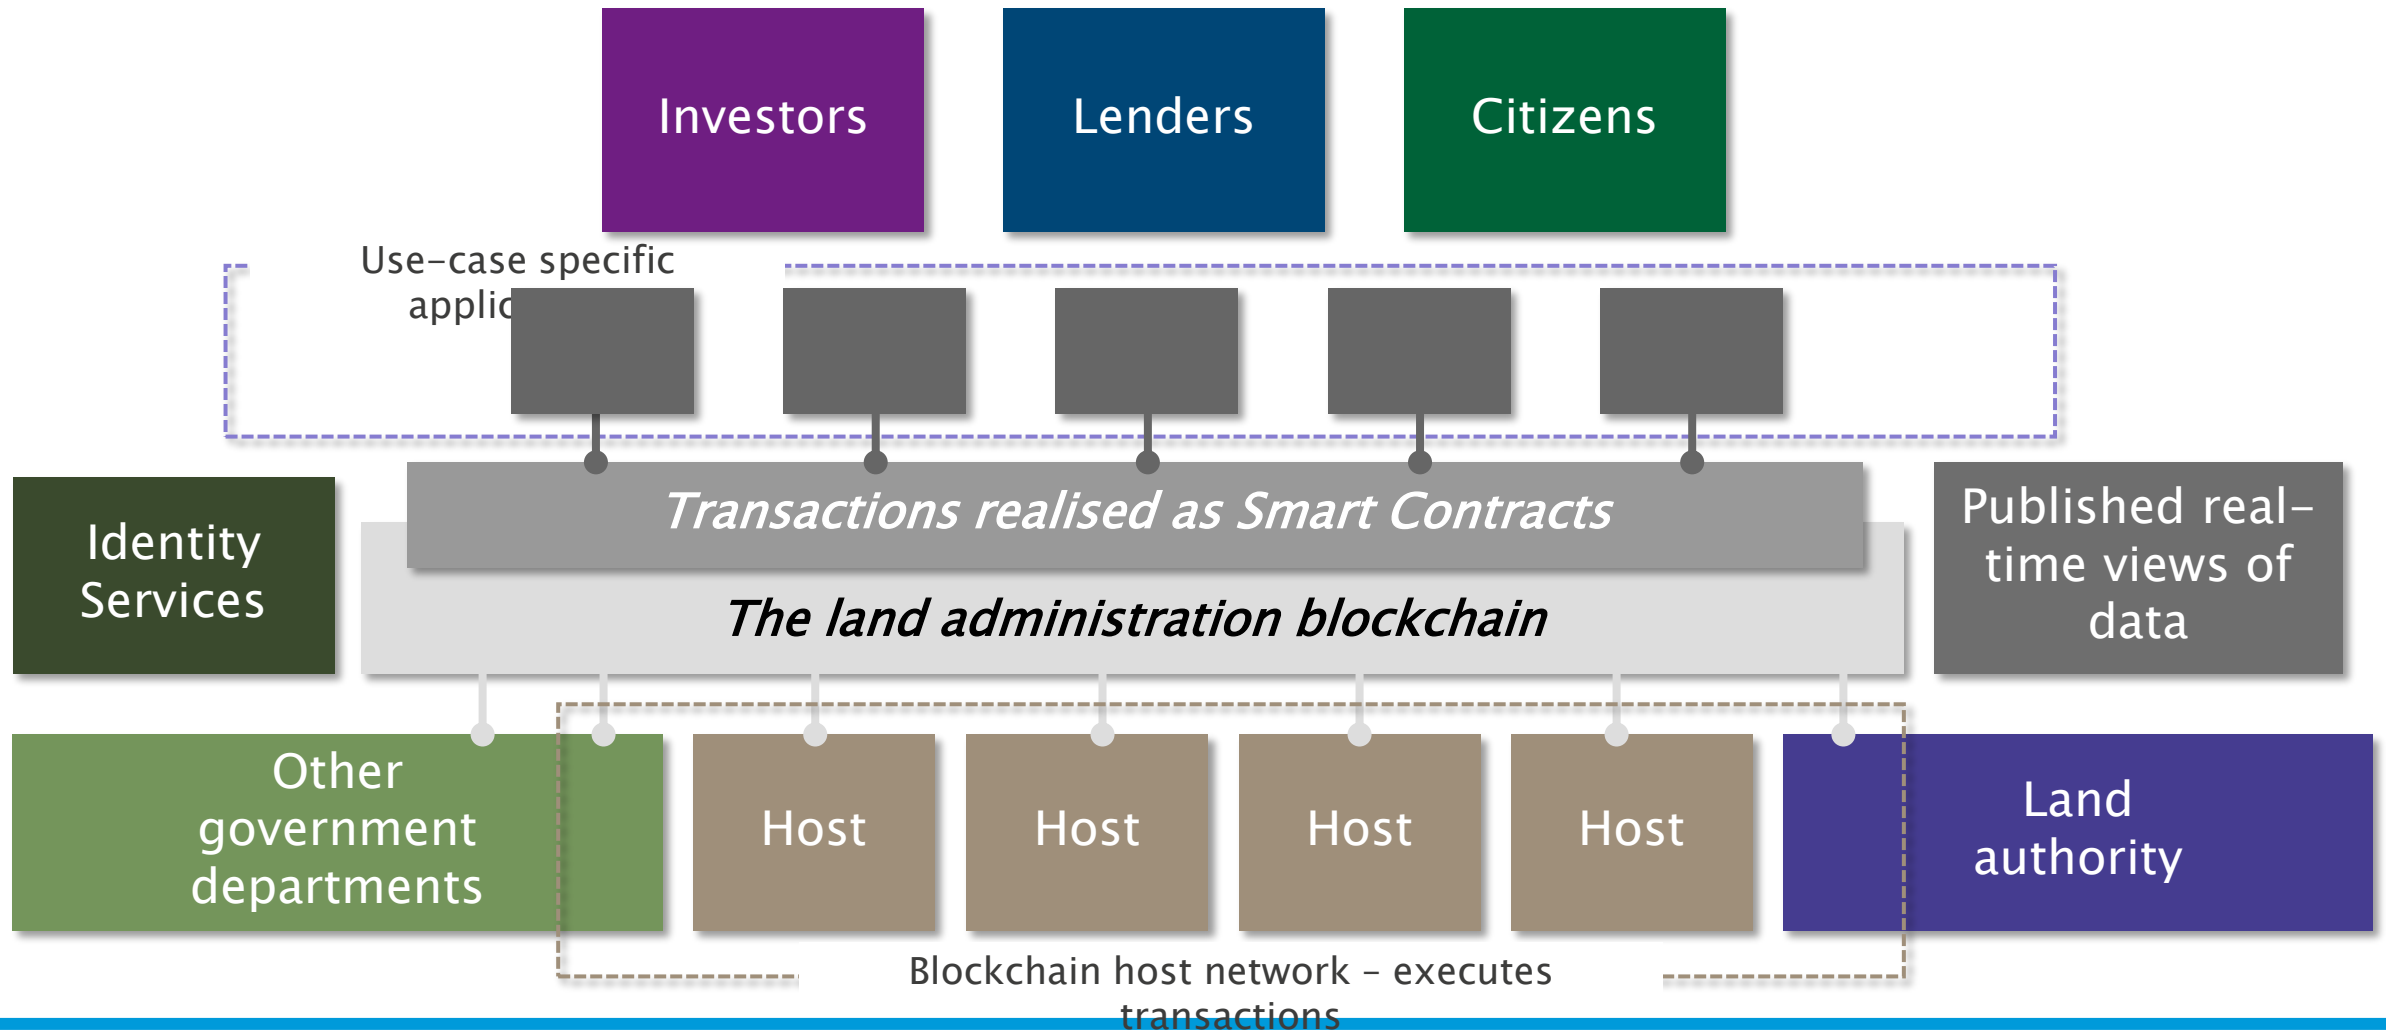 Investors
Lenders
Citizens
Use-case specific
Transactions realised as Smart Contracts
The land administration blockchain
Identity
Services
Published real-
time views of
data
Other
government
departments
Host
Host
Host
Host
Land
authority
Blockchain host network - executes
transactions